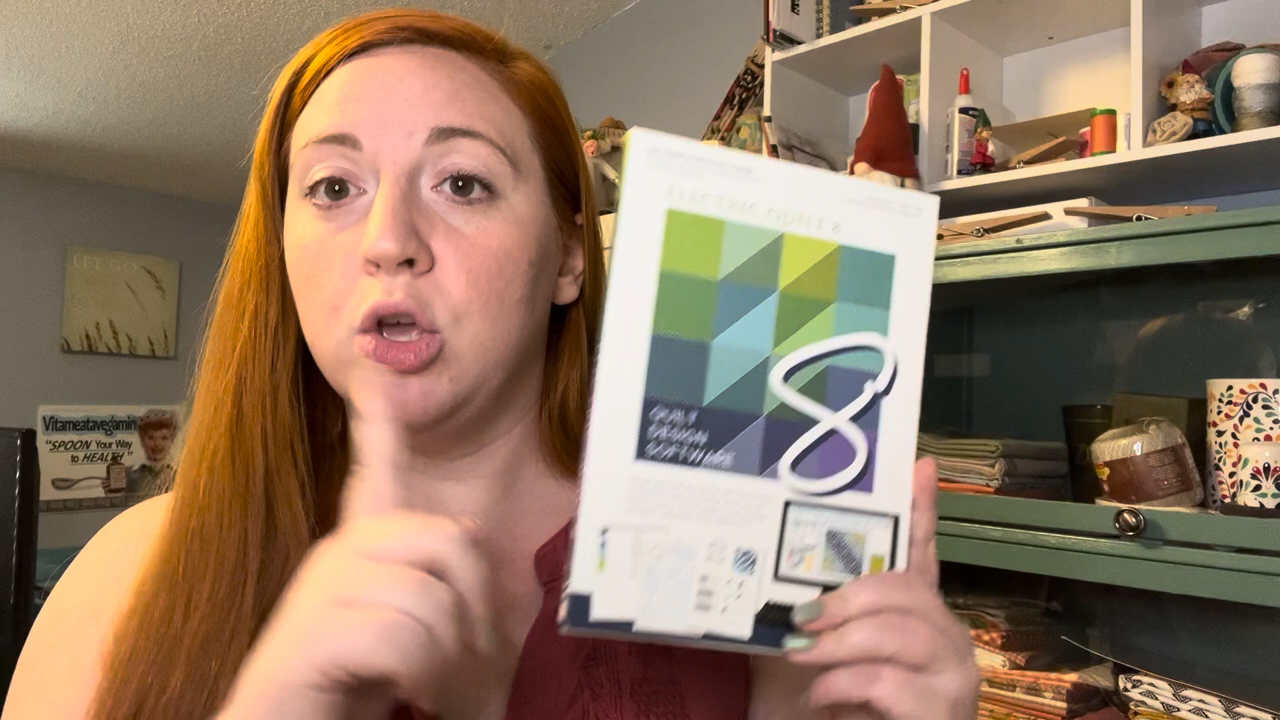 ELECTRIC QUILT 8
8
QUILT
DESIGN
SOFTWARE
LET GO
Vitameatavegamin
"SPOON Your Way
to HEALTH"